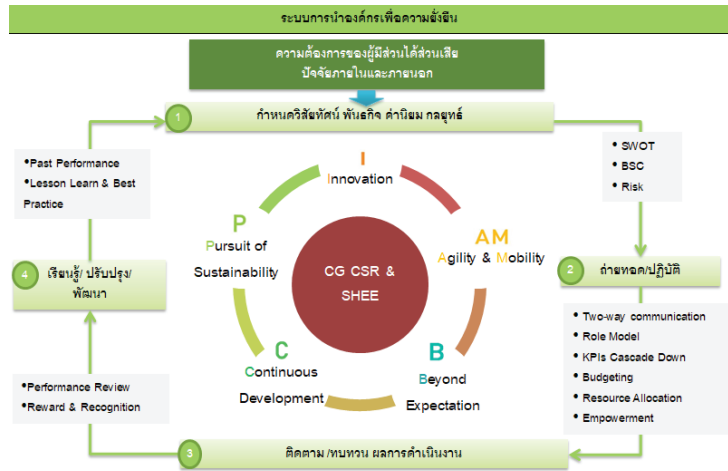 ระบบการนำองค์กรเพื่อความยั่งยืน
ความต้องการของผู้มีส่วนได้ส่วนเสีย
ปัจจัยภายในและภายนอก
1
กำหนดวิสัยทัศน์ พันธกิจ ค่านิยม กลยุทธ์
•SWOT
•BSC
•Risk
2
ถ่ายทอด/ปฏิบัติ
•Two-way communication
•Role Model
•KPIs Cascade Down
•Budgeting
•Resource Allocation
•Empowerment
3
ติดตาม /ทบทวน ผลการดำเนินงาน
•Performance Review
•Reward & Recognition
4
เรียนรู้/ ปรับปรุง/
พัฒนา
•Past Performance
•Lesson Learn & Best
Practice
I
Innovation
AM
Agility & Mobility
B
Beyond
Expectation
C
Continuous
Development
P
Pursuit of
Sustainability
CG CSR &
SHEE